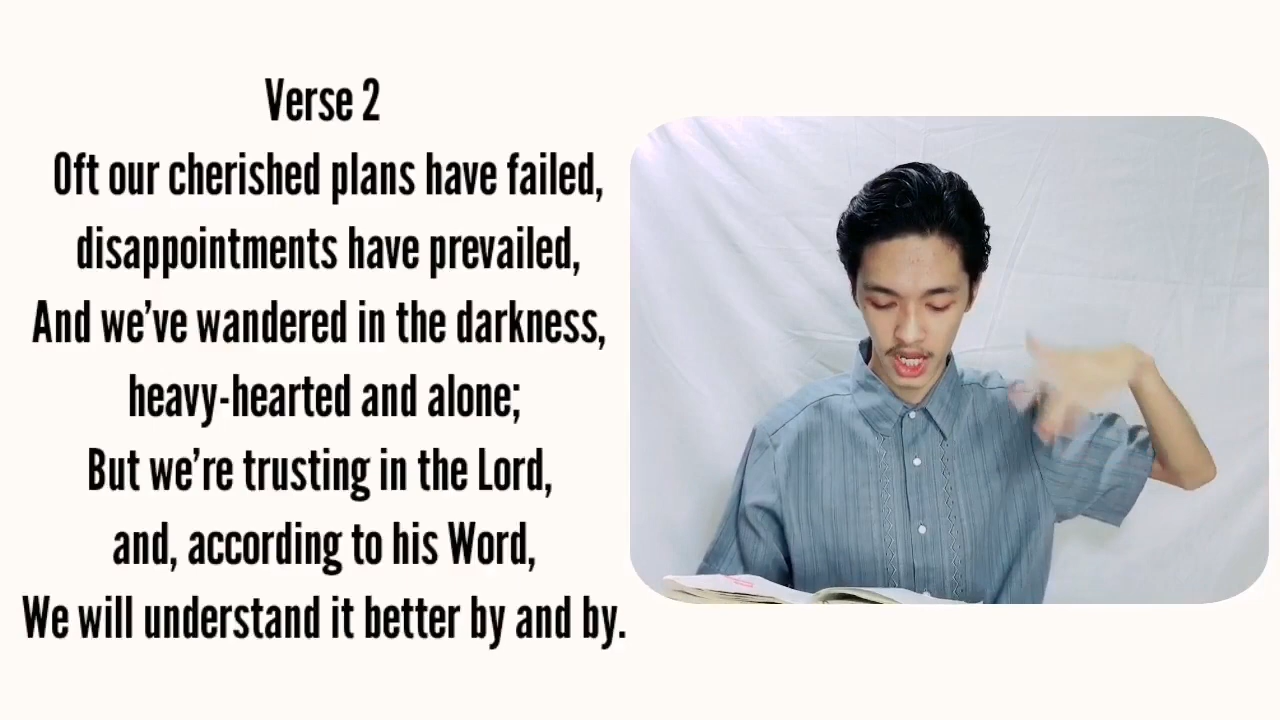 Verse 2
Oft our cherished plans have failed,
disappointments have prevailed,
And we've wandered in the darkness,
heavy-hearted and alone;
But we're trusting in the Lord,
and, according to his Word,
We will understand it better by and by.